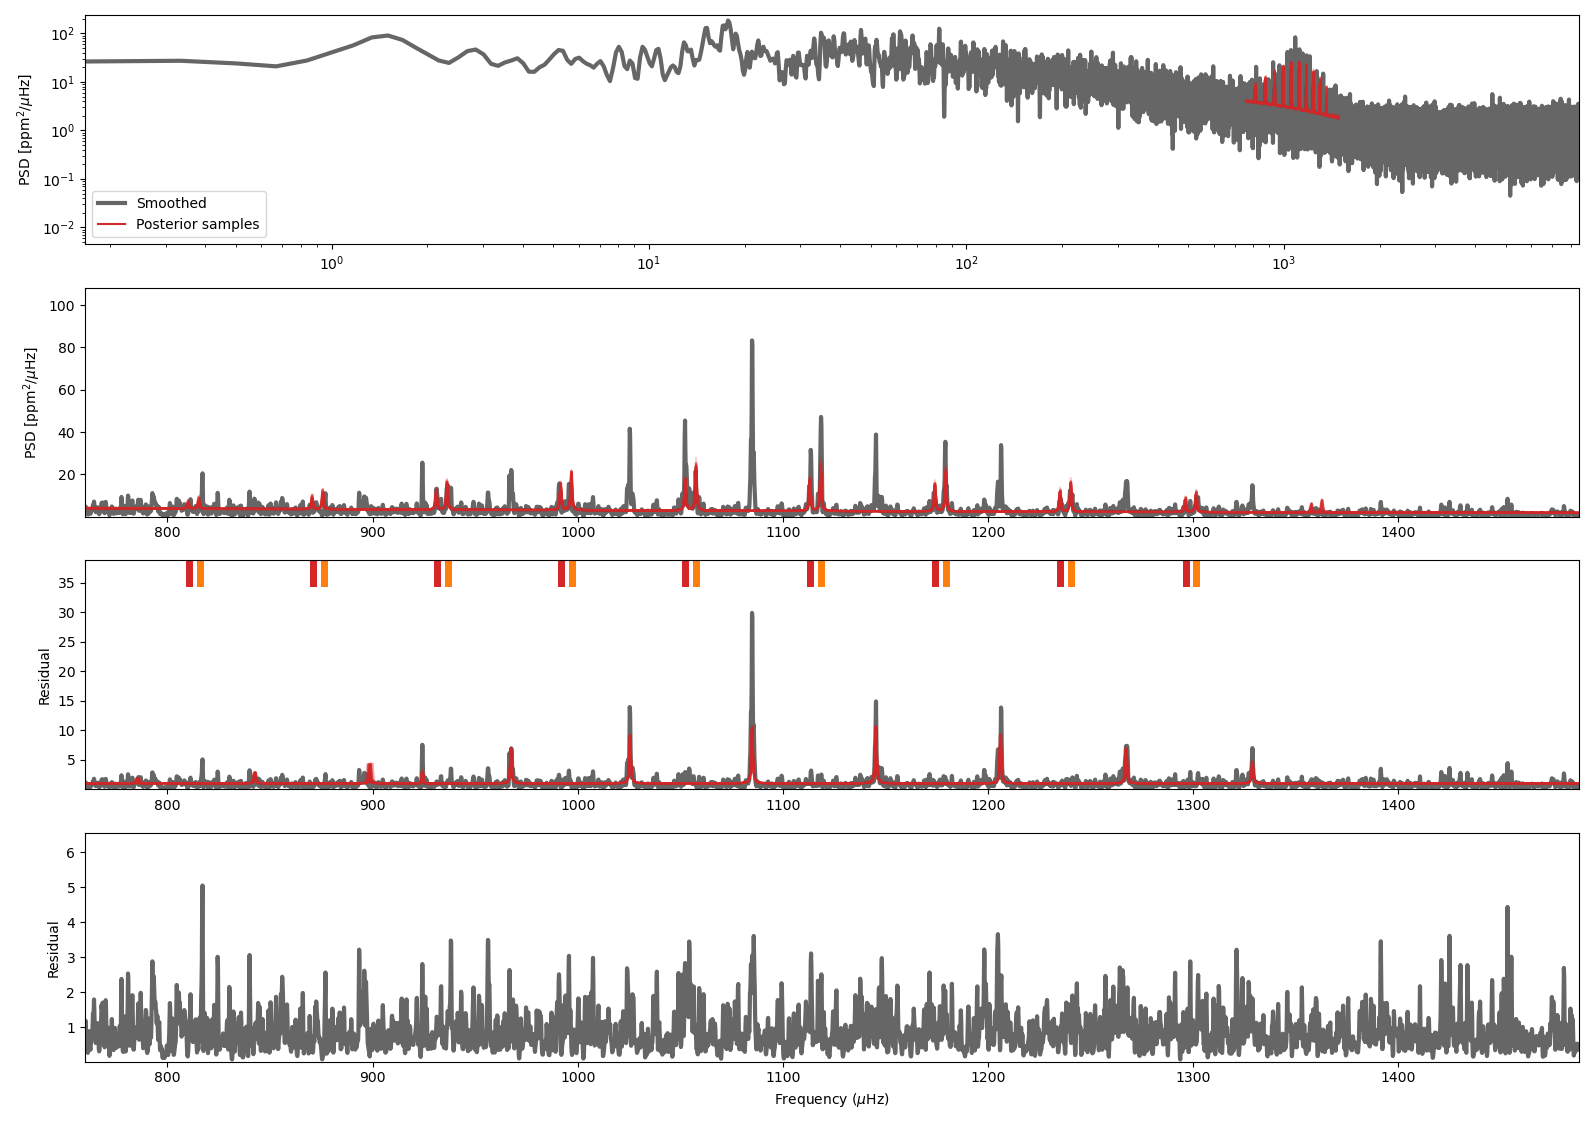 10²
10¹
10⁰
10⁻¹
10⁻²
PSD [ppm²/μHz]
Smoothed
Posterior samples
10⁰ 10¹ 10² 10³
100
80
60
40
20
PSD [ppm²/μHz]
800 900 1000 1100 1200 1300 1400
35
30
25
20
15
10
5
Residual
800 900 1000 1100 1200 1300 1400
6
5
4
3
2
1
Residual
800 900 1000 1100 1200 1300 1400
Frequency (μHz)